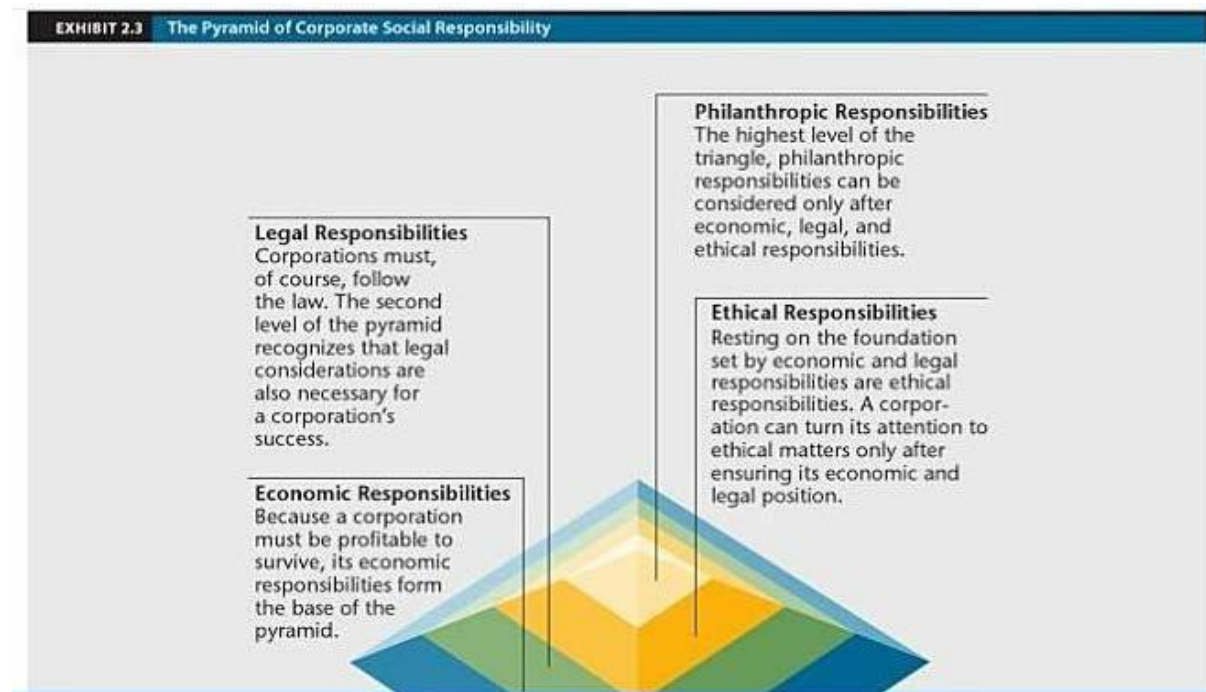 EXHIBIT 2.3 The Pyramid of Corporate Social Responsibility
Philanthropic Responsibilities
The highest level of the
triangle, philanthropic
responsibilities can be
considered only after
economic, legal, and
ethical responsibilities.
Legal Responsibilities
Corporations must,
of course, follow
the law. The second
level of the pyramid
recognizes that legal
considerations are
also necessary for
a corporation's
success.
Ethical Responsibilities
Resting on the foundation
set by economic and legal
responsibilities are ethical
responsibilities. A corpor-
ation can turn its attention to
ethical matters only after
ensuring its economic and
legal position.
Economic Responsibilities
Because a corporation
must be profitable to
survive, its economic
responsibilities form
the base of the
pyramid.